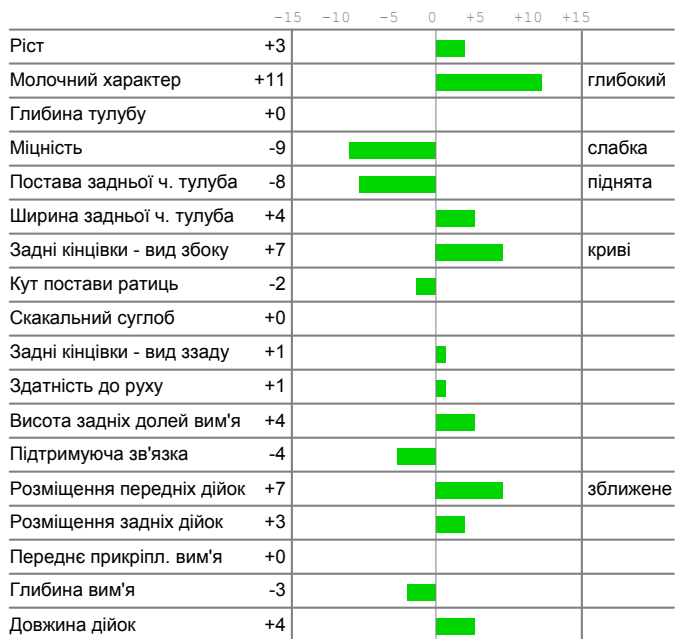 -15 -10 -5 0 +5 +10 +15
Ріст +3
Молочний характер +11 глибокий
Глибина тулубу +0
Міцність -9 слабка
Постава задньої ч. тулуба -8 піднята
Ширина задньої ч. тулуба +4
Задні кінцівки - вид збоку +7 криві
Кут постави ратиць -2
Скакальний суглоб +0
Задні кінцівки - вид ззаду +1
Здатність до руху +1
Висота задніх долей вим'я +4
Підтримуюча зв'язка -4
Розміщення передніх дійок +7 зближене
Розміщення задніх дійок +3
Переднє прикріпл. вим'я +0
Глибина вим'я -3
Довжина дійок +4